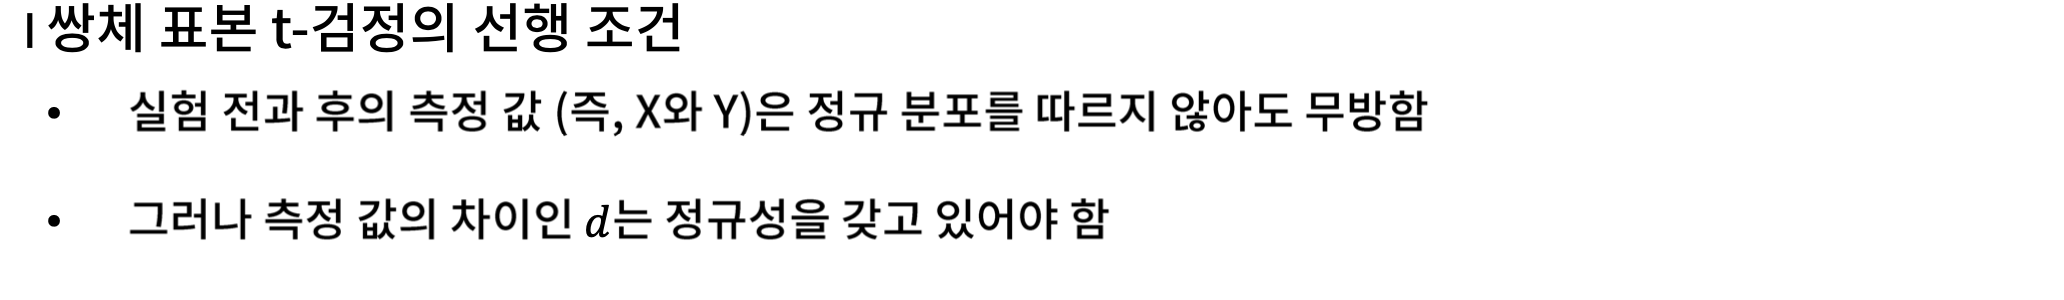 | 쌍체 표본 t-검정의 선행 조건
• 실험 전과 후의 측정 값 (즉, X와 Y)은 정규 분포를 따르지 않아도 무방함
• 그러나 측정 값의 차이인 d는 정규성을 갖고 있어야 함